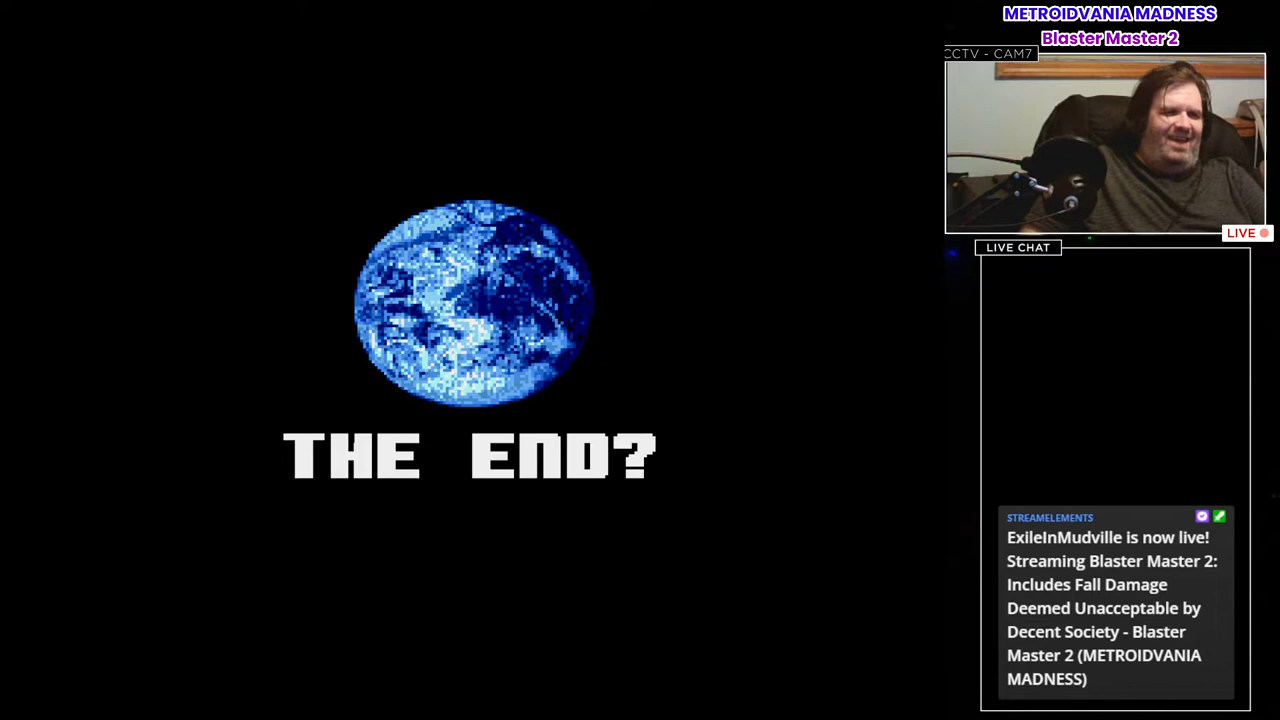 METROIDVANIA MADNESS
Blaster Master 2
CCTV - CAM7
LIVE
LIVE CHAT
THE END?
STREAMELEMENTS
ExileInMudville is now live!
Streaming Blaster Master 2:
Includes Fall Damage
Deemed Unacceptable by
Decent Society - Blaster
Master 2 (METROIDVANIA
MADNESS)